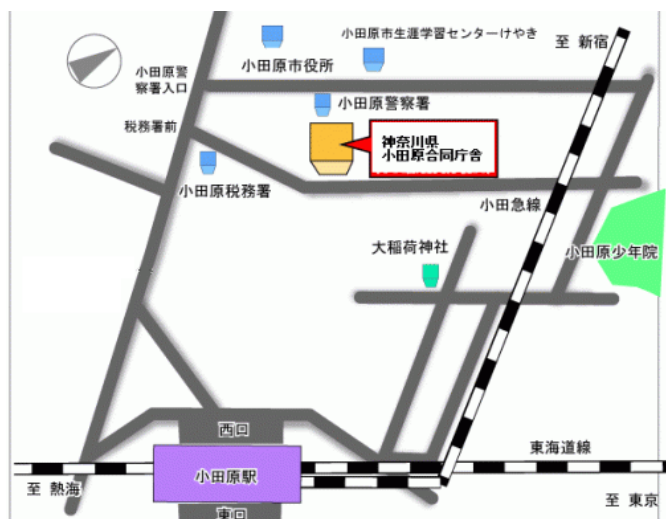 小田原市生涯学習センターけやき
至 新宿
小田原市役所
小田原警
察署入口
小田原警察署
税務署前
神奈川県
小田原合同庁舎
小田原税務署
小田急線
大稲荷神社
小田原少年院
西口
東海道線
小田原駅
至 熱海
至 東京
東口